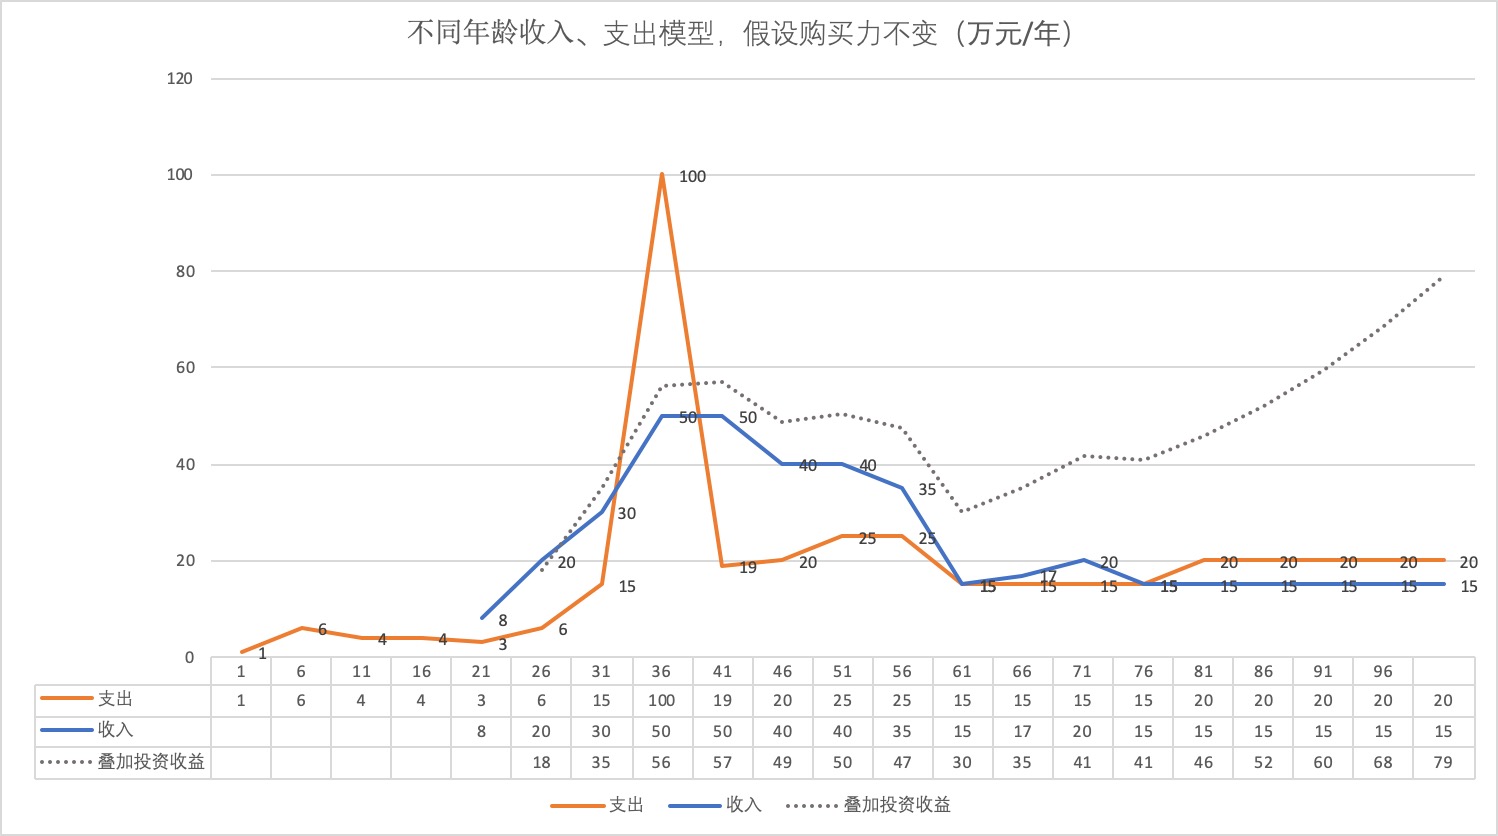 不同年龄收入、支出模型，假设购买力不变（万元/年）
120
100
80
60
40
20
0
1 6 4 4 3 6 15 100 19 20 25 25 15 15 15 15 20 20 20 20 20
8 20 30 50 50 40 40 35 15 17 20 15 15 15 15 15 15
1 6 11 16 21 26 31 36 41 46 51 56 61 66 71 76 81 86 91 96
支出 1 6 4 4 3 6 15 100 19 20 25 25 15 15 15 15 20 20 20 20 20
收入 8 20 30 50 50 40 40 35 15 17 20 15 15 15 15 15 15
叠加投资收益 18 35 56 57 49 50 47 30 35 41 41 46 52 60 68 79
支出 收入 叠加投资收益